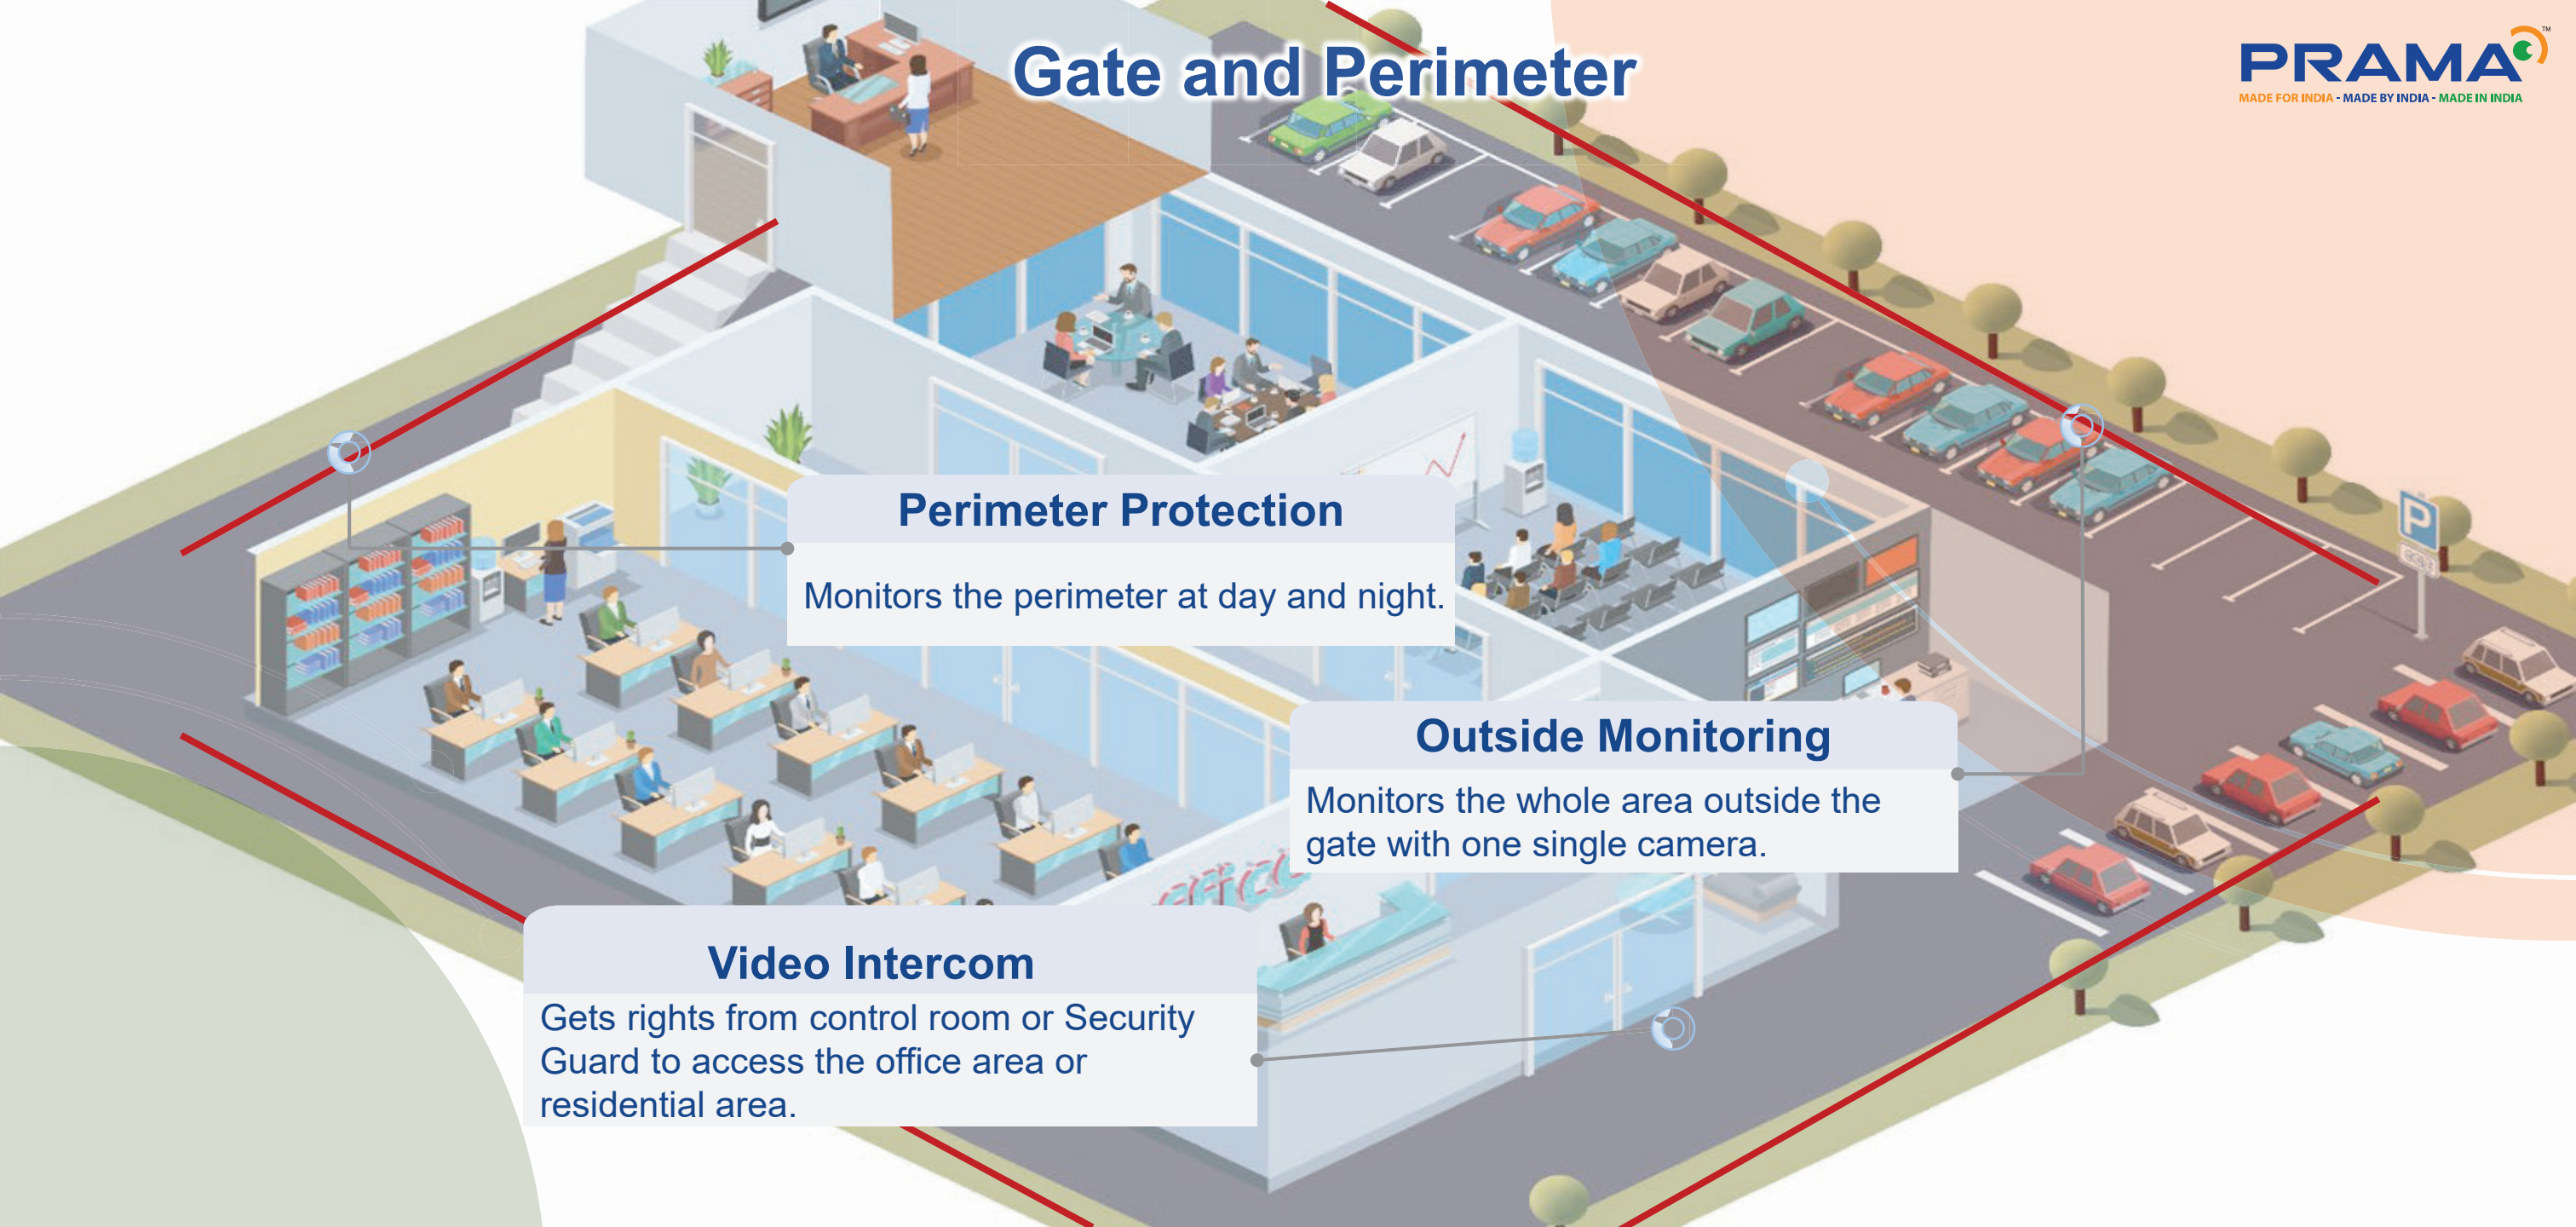 Gate and Perimeter
PRAMA™
MADE FOR INDIA - MADE BY INDIA - MADE IN INDIA
Perimeter Protection
Monitors the perimeter at day and night.
P
Outside Monitoring
Monitors the whole area outside the
gate with one single camera.
Video Intercom
Gets rights from control room or Security
Guard to access the office area or
residential area.